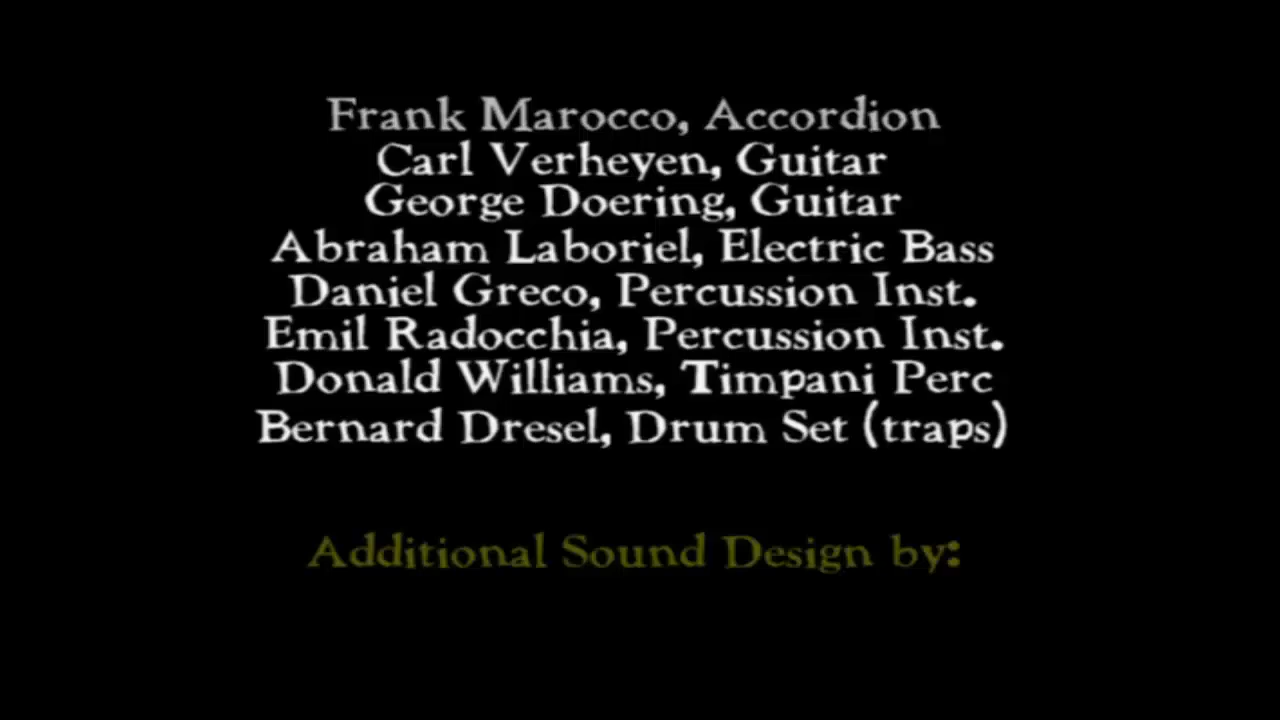 Frank Marocco, Accordion
Carl Verheyen, Guitar
George Doering, Guitar
Abraham Laboriel, Electric Bass
Daniel Greco, Percussion Inst.
Emil Radocchia, Percussion Inst.
Donald Williams, Timpani Perc
Bernard Dresel, Drum Set (traps)
Additional Sound Design by: